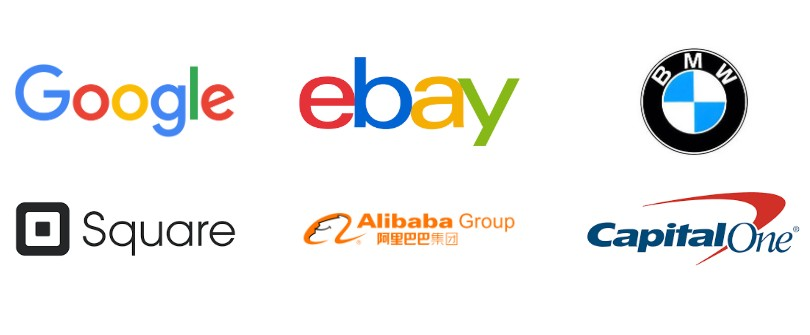 Google
ebay
BMW
Square
Alibaba Group
阿里巴巴集团
CapitalOne®